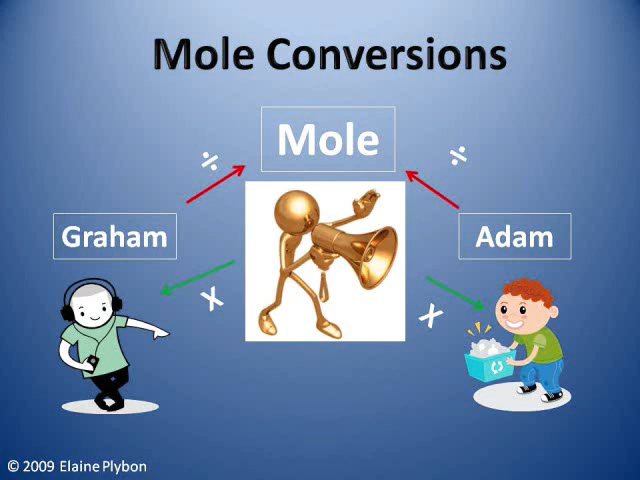 Mole Conversions
Mole
÷
÷
Graham
Adam
X
X
© 2009 Elaine Plybon